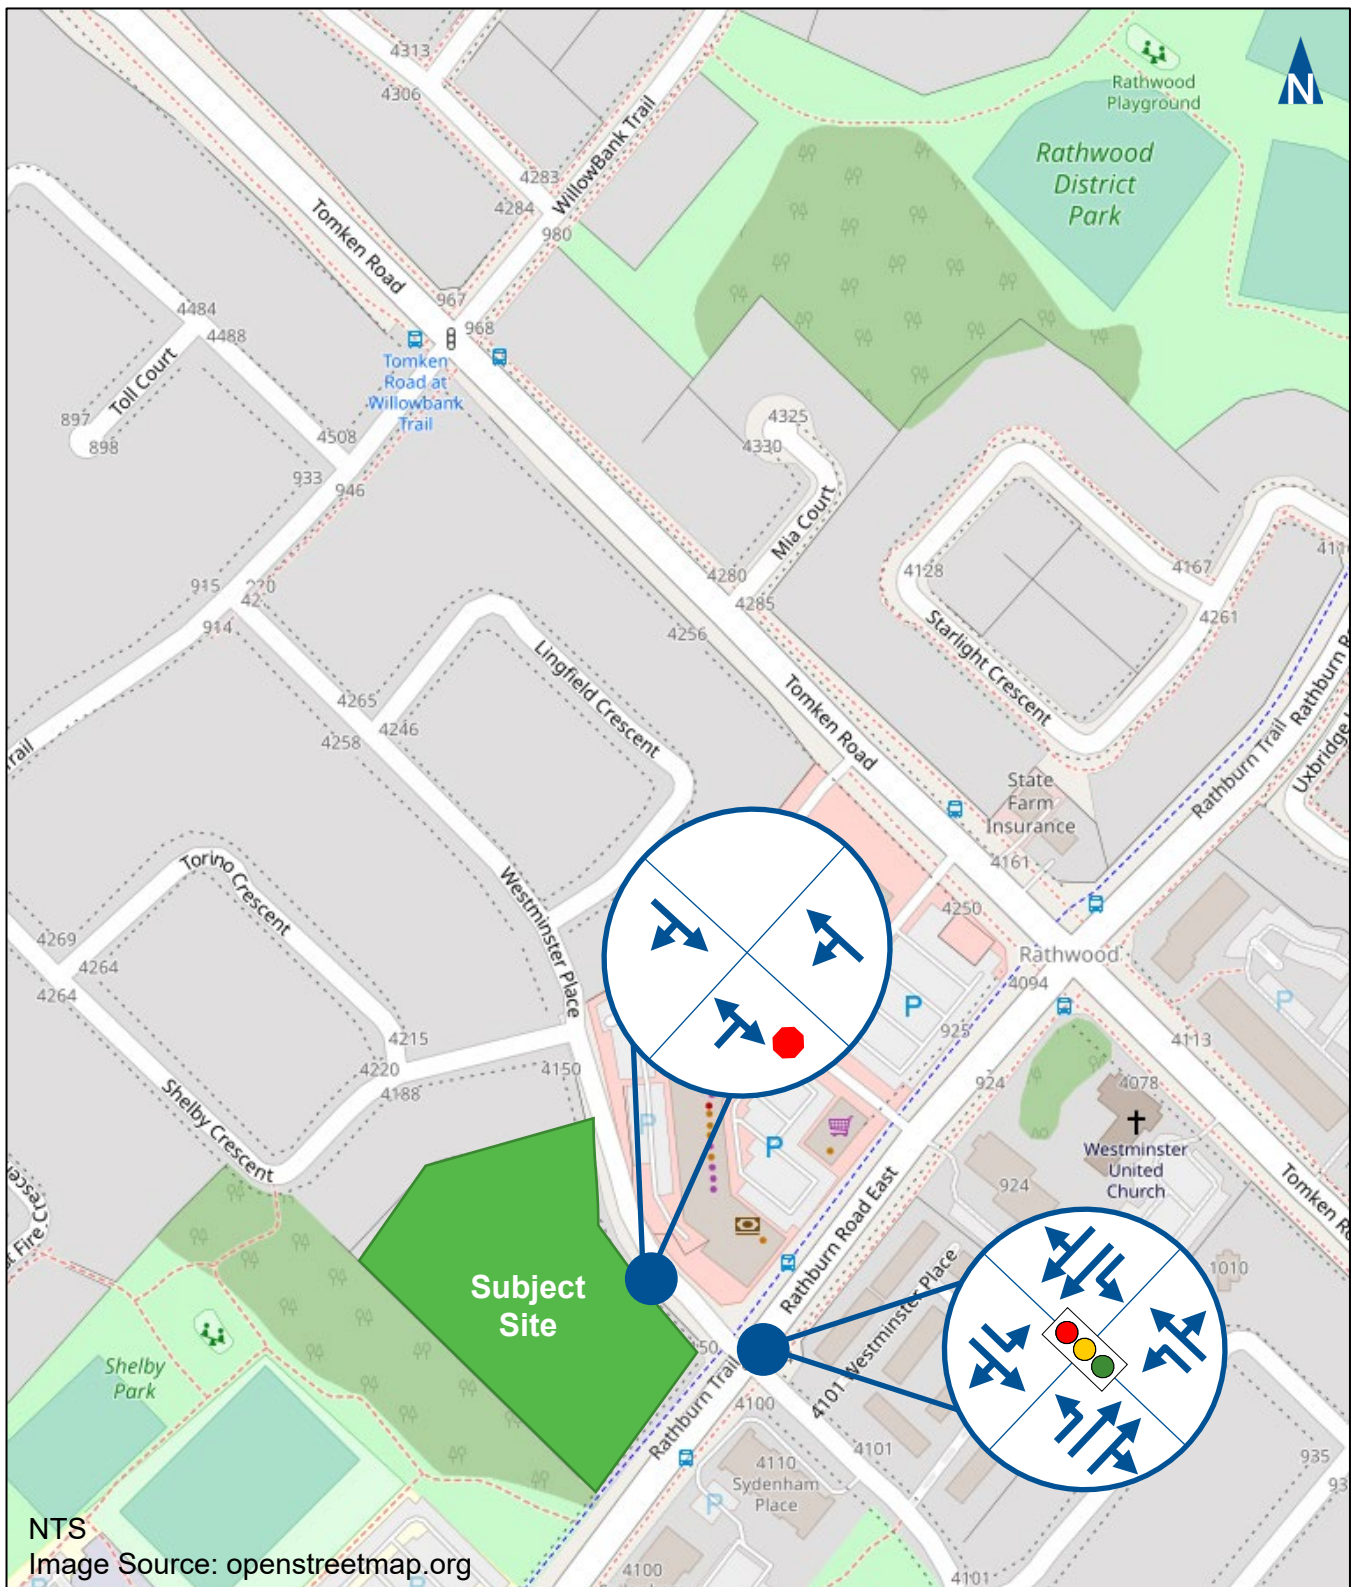 4313
4306
WillowBank Trail
Rathwood
Playground
N
Rathwood
District
Park
4283
4284
980
Tomken Road
967
968
4484
4488
Tomken
Road at
Willowbank
Trail
Toll Court
897
898
4508
933
946
4325
4330
Mia Court
4280
4285
4256
4128
4167
4261
Starlight Crescent
915
914
Lingfield Crescent
4265
4246
4258
Tomken Road
Rathburn Trail
State
Farm
Insurance
4161
4250
Rathwood
4094
Torino Crescent
Westminster Place
4269
4264
4264
4215
4220
4188
4150
Shelby Crescent
P
925
924
4113
4078
P
P
P
Westminster
United
Church
924
Tomken
Rathburn Road East
1010
4101 Westminster Place
Subject
Site
Shelby
Park
Rathburn Trail
4100
4101
4110
Sydenham
Place
P
935
4100
4101
NTS
Image Source: openstreetmap.org